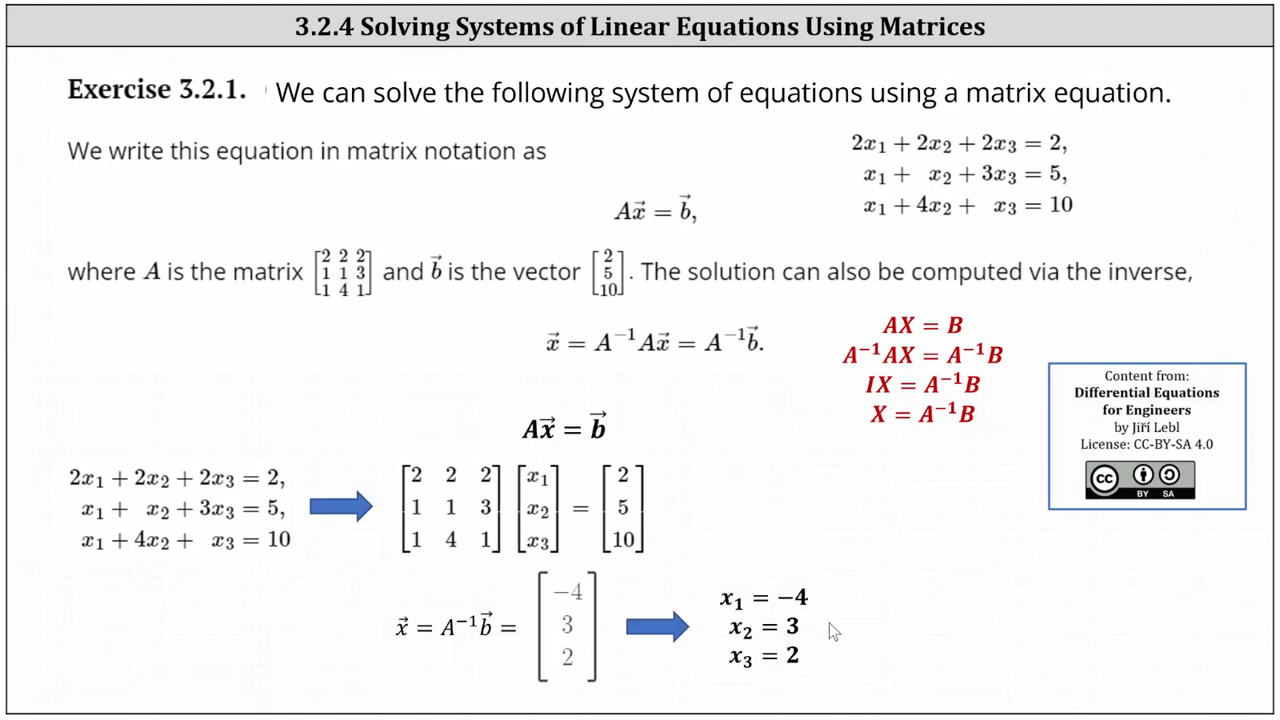 3.2.4 Solving Systems of Linear Equations Using Matrices
Exercise 3.2.1. We can solve the following system of equations using a matrix equation.
We write this equation in matrix notation as
2x₁ + 2x₂ + 2x₃ = 2,
x₁ + x₂ + 3x₃ = 5,
x₁ + 4x₂ + x₃ = 10
Ax⃗ = b⃗,
where A is the matrix [2 2 2; 1 1 3; 1 4 1] and b⃗ is the vector [2; 5; 10]. The solution can also be computed via the inverse,
x⃗ = A⁻¹Ax⃗ = A⁻¹b⃗.
AX = B
A⁻¹AX = A⁻¹B
IX = A⁻¹B
X = A⁻¹B
Content from:
Differential Equations
for Engineers
by Jiří Lebl
License: CC-BY-SA 4.0
cc BY SA
Ax⃗ = b⃗
2x₁ + 2x₂ + 2x₃ = 2,
x₁ + x₂ + 3x₃ = 5,
x₁ + 4x₂ + x₃ = 10
[2 2 2; 1 1 3; 1 4 1] [x₁; x₂; x₃] = [2; 5; 10]
x⃗ = A⁻¹b⃗ = [-4; 3; 2]
x₁ = −4
x₂ = 3
x₃ = 2